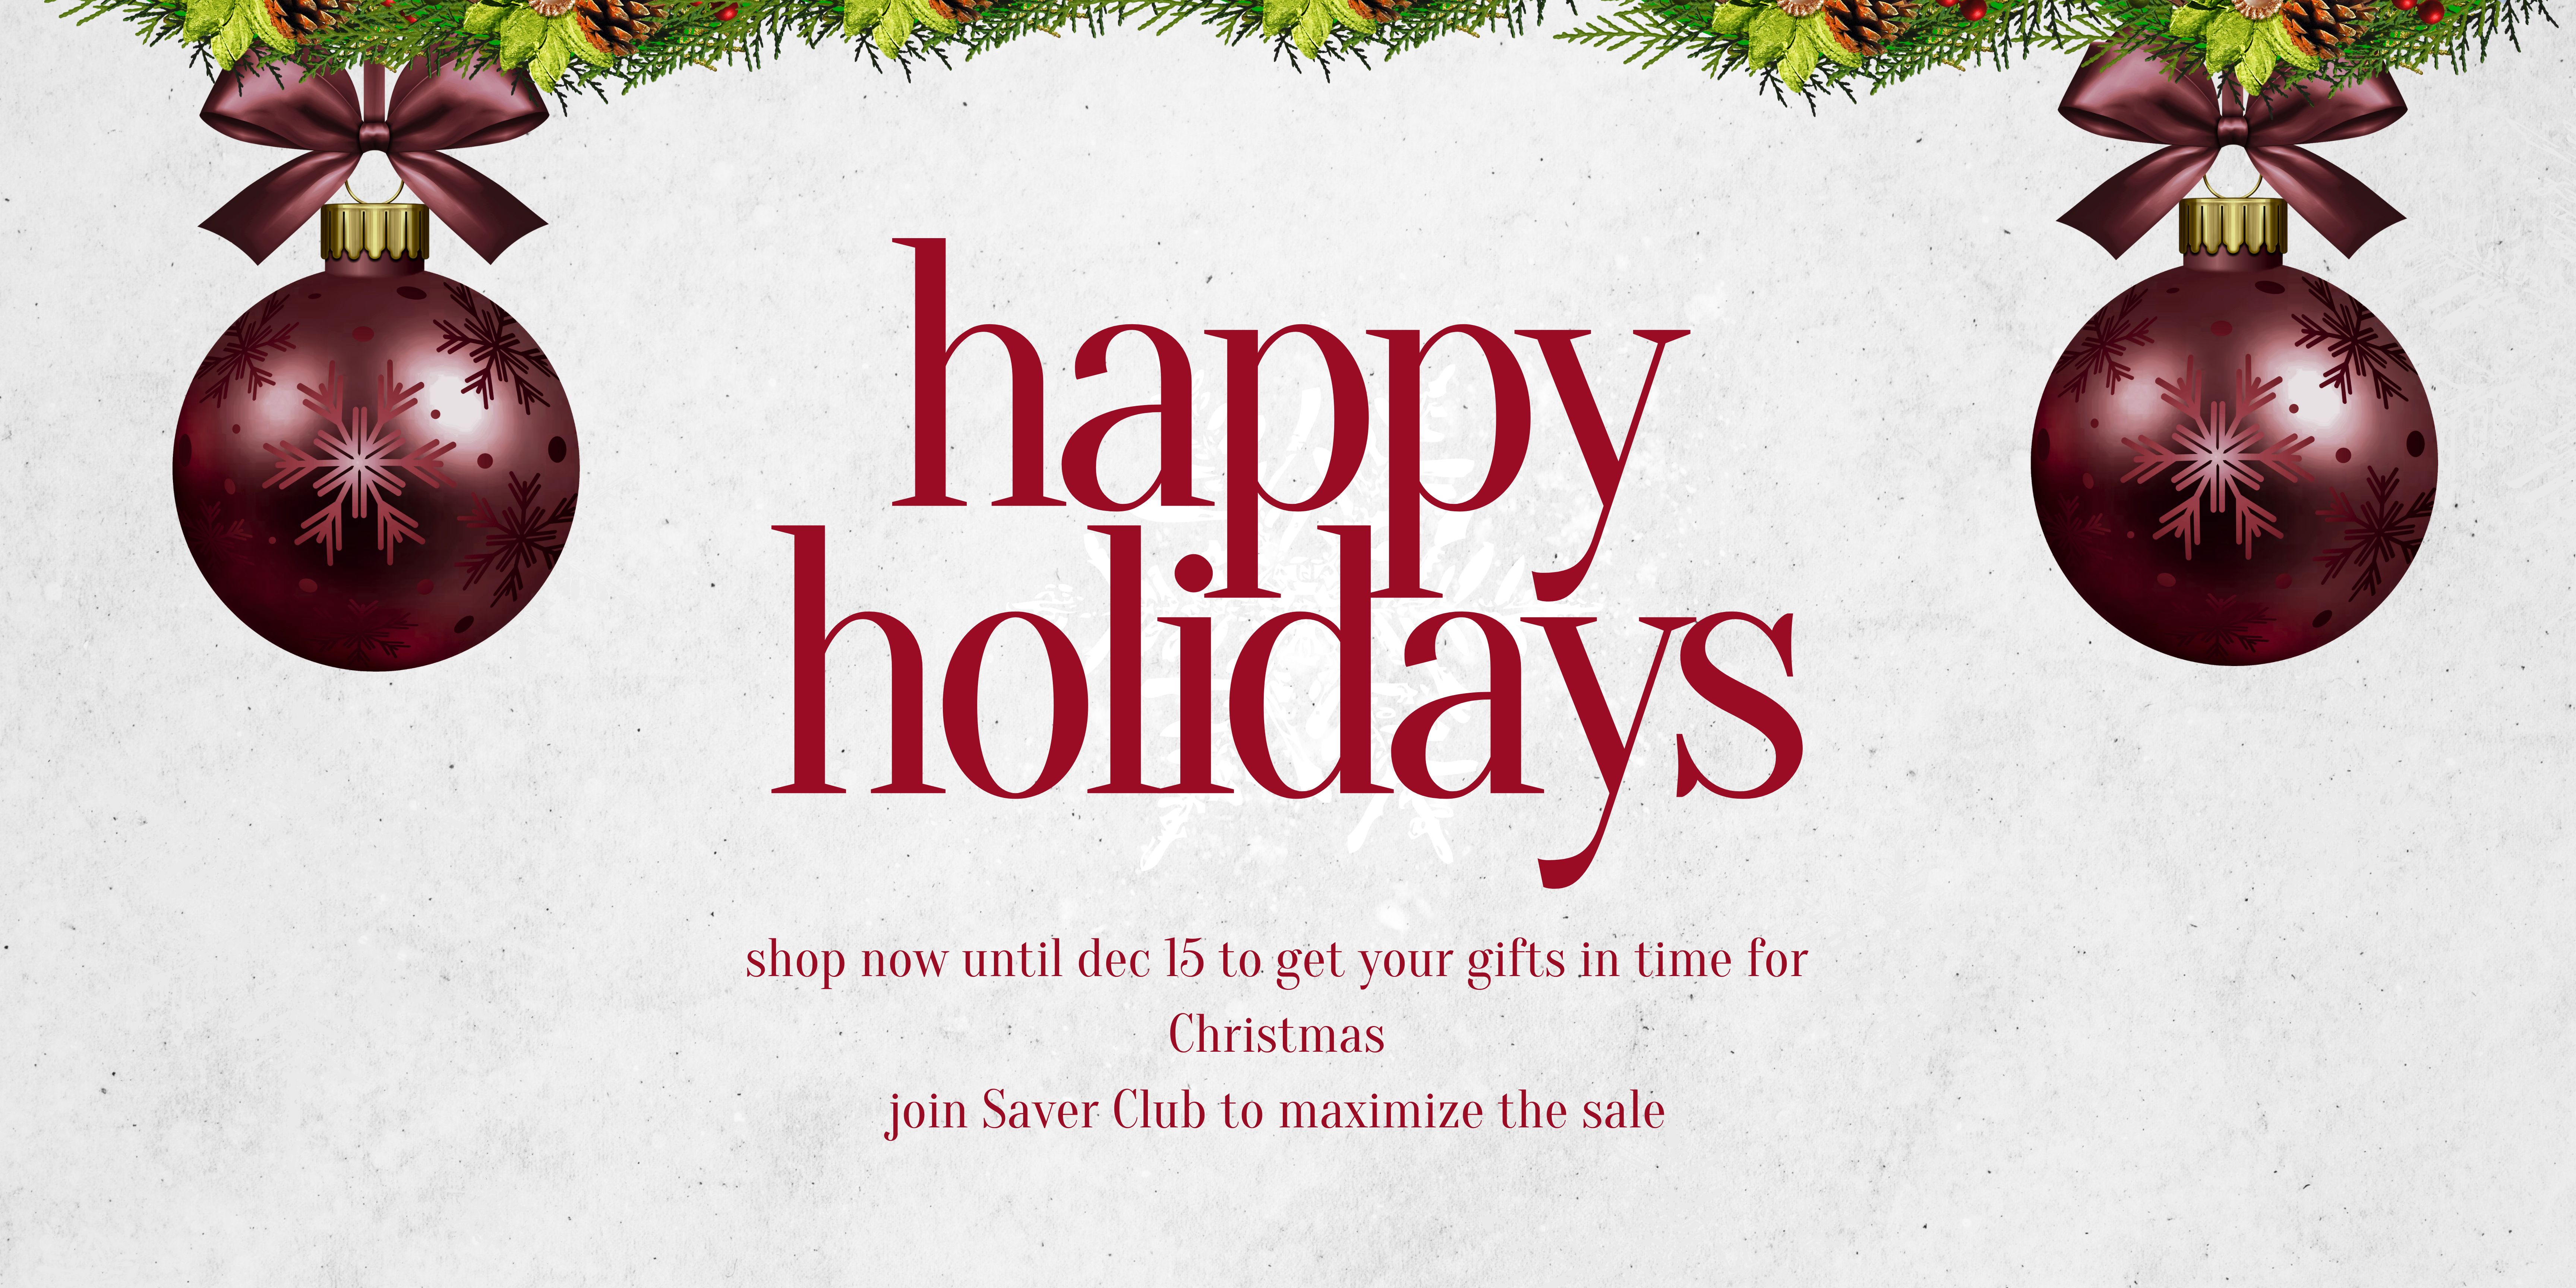 happy
holidays
shop now until dec 15 to get your gifts in time for
Christmas
join Saver Club to maximize the sale